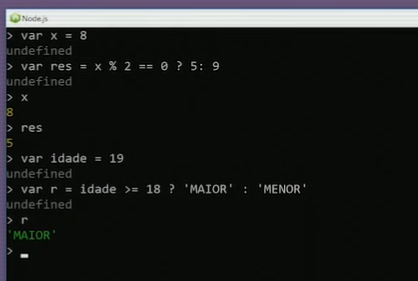 Node.js
> var x = 8
undefined
> var res = x % 2 == 0 ? 5: 9
undefined
> x
8
> res
5
> var idade = 19
undefined
> var r = idade >= 18 ? 'MAIOR' : 'MENOR'
undefined
> r
'MAIOR'
>